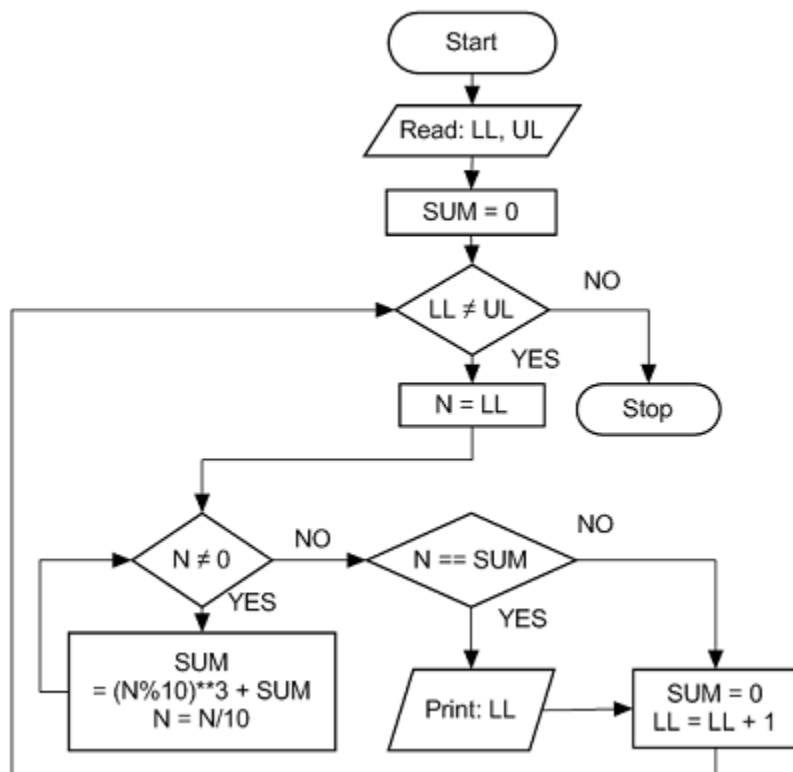 Start
Read: LL, UL
SUM = 0
LL ≠ UL
NO
YES
N = LL
Stop
N ≠ 0
NO
YES
N == SUM
NO
YES
SUM
= (N%10)**3 + SUM
N = N/10
Print: LL
SUM = 0
LL = LL + 1